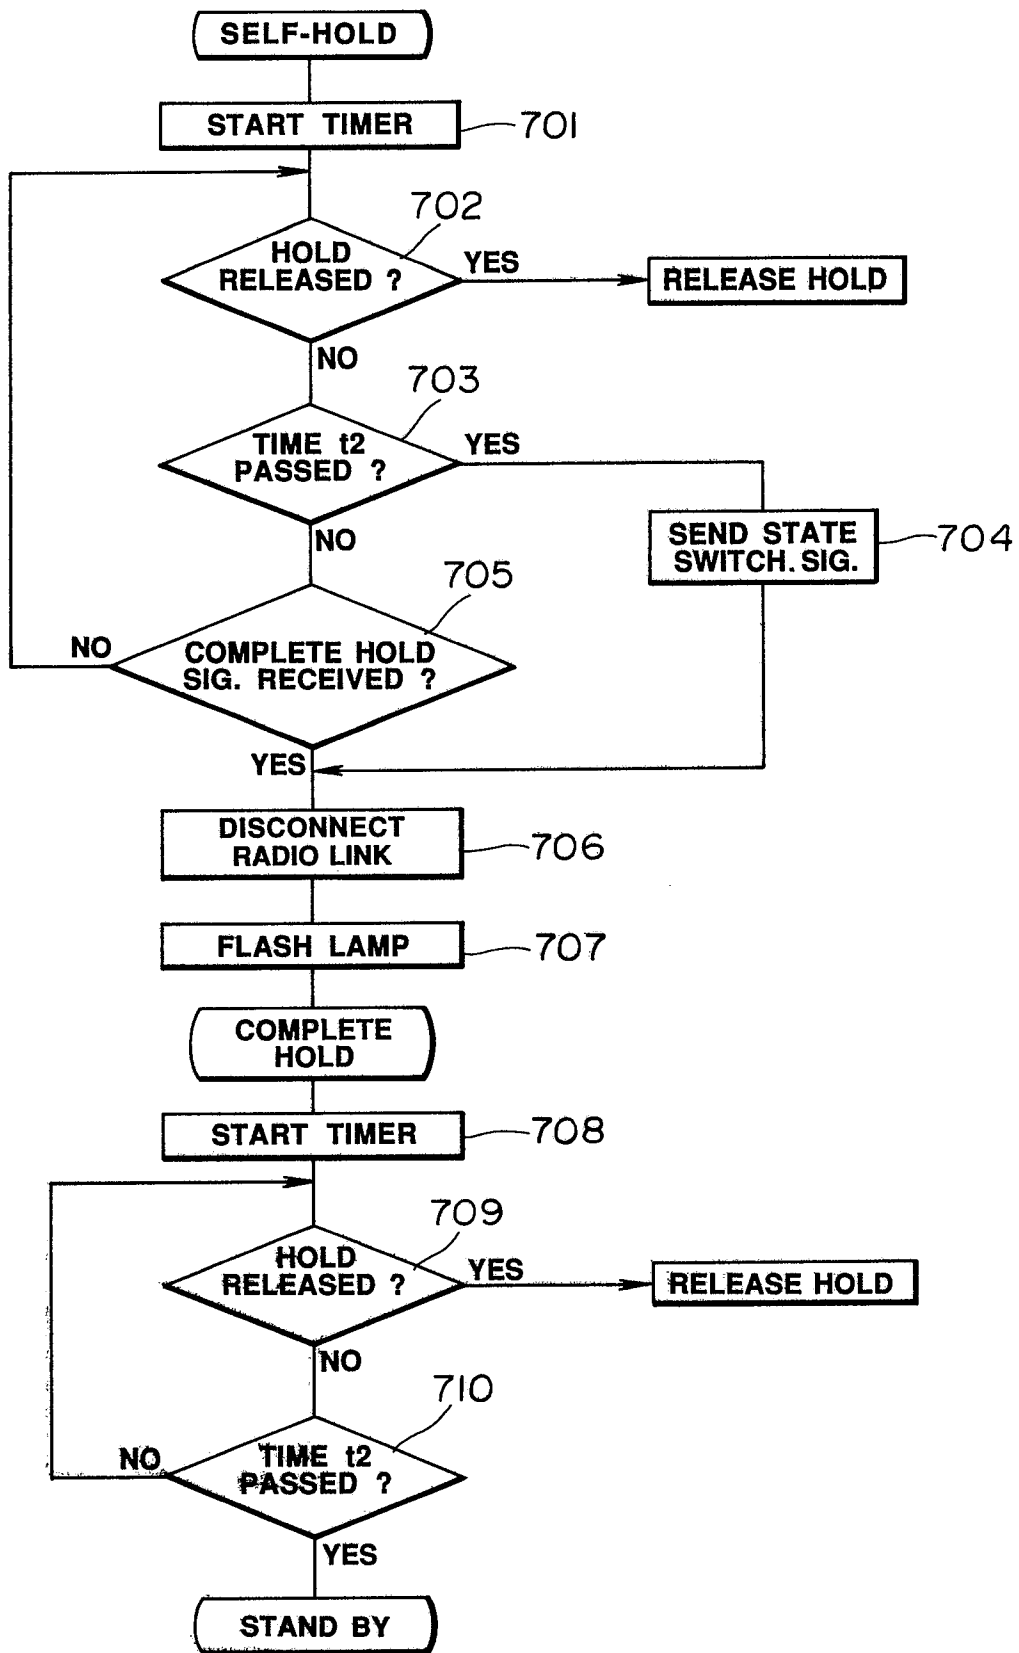 SELF-HOLD
START TIMER
701
702
HOLD
RELEASED ?
YES
RELEASE HOLD
NO
703
TIME t2
PASSED ?
YES
NO
SEND STATE
SWITCH. SIG.
704
705
COMPLETE HOLD
SIG. RECEIVED ?
NO
YES
DISCONNECT
RADIO LINK
706
FLASH LAMP
707
COMPLETE
HOLD
START TIMER
708
709
HOLD
RELEASED ?
YES
RELEASE HOLD
NO
710
TIME t2
PASSED ?
NO
YES
STAND BY